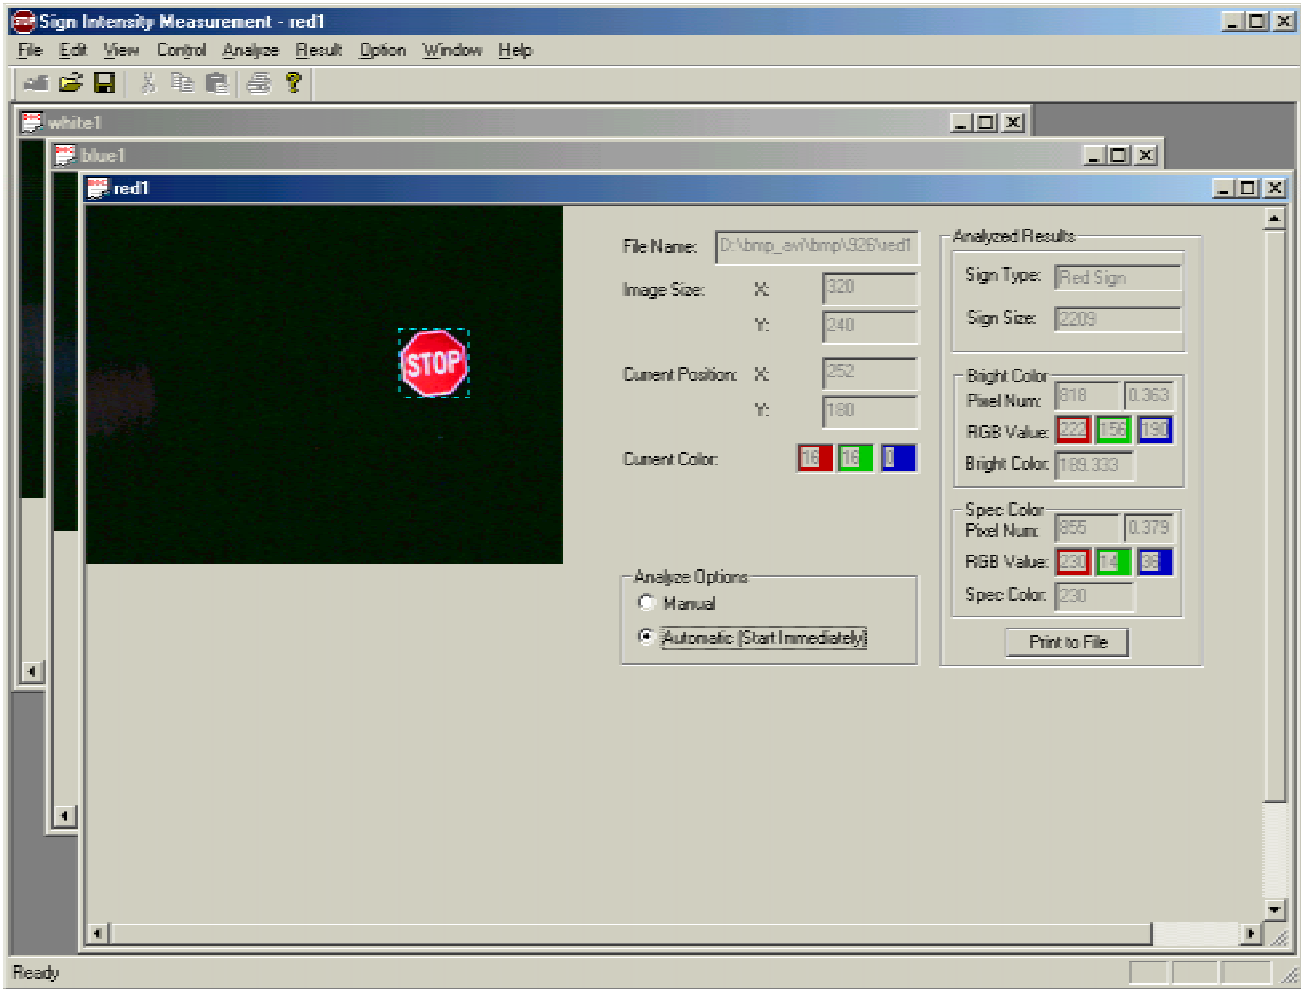 Sign Intensity Measurement - red1
File Edit View Control Analyze Result Option Window Help
white1
blue1
red1
STOP
File Name: D:\bmp_avi\bmp\926\red1
Image Size: X: 320
Y: 240
Current Position: X: 252
Y: 180
Current Color: 16 16 0
Analyze Options
Manual
Automatic [Start Immediately]
Analyzed Results
Sign Type: Red Sign
Sign Size: 2209
Bright Color
Pixel Num: 818 0.363
RGB Value: 222 156 190
Bright Color: 189.333
Spec Color
Pixel Num: 855 0.379
RGB Value: 230 14 36
Spec Color: 230
Print to File
Ready